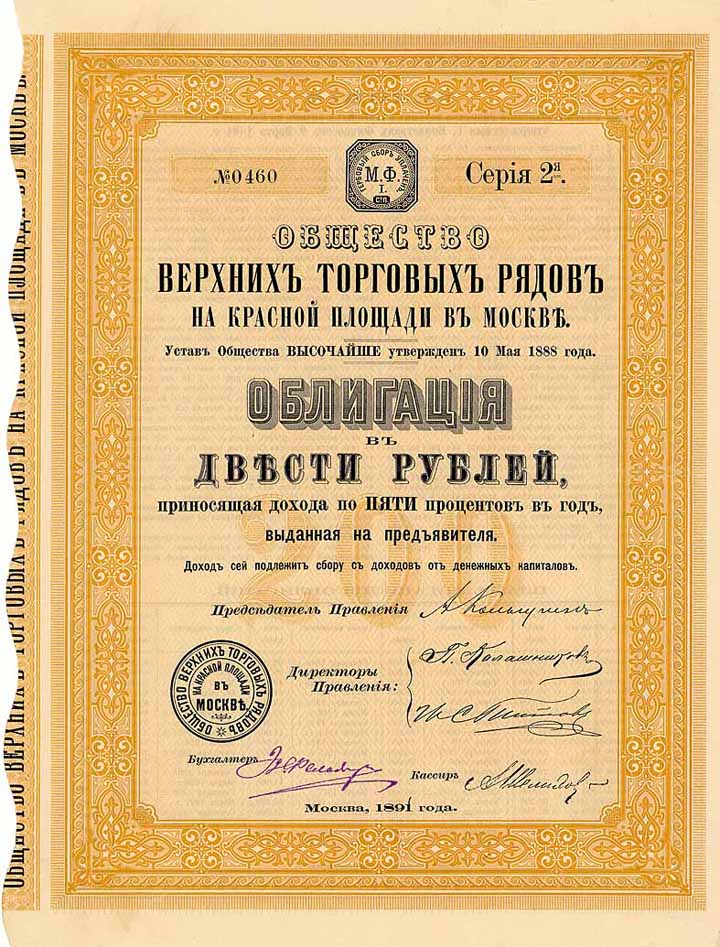 №0460
ГЕРБОВЫЙ СБОРЪ УПЛАЧЕНЪ
М.Ф.
I.
СТП.
Серія 2я.
ОБЩЕСТВО
ВЕРХНИХЪ ТОРГОВЫХЪ РЯДОВЪ
НА КРАСНОЙ ПЛОЩАДИ ВЪ МОСКВѢ.
Уставъ Общества ВЫСОЧАЙШЕ утвержденъ 10 Мая 1888 года.
ОБЛИГАЦІЯ
ВЪ
ДВѢСТИ РУБЛЕЙ,
приносящая дохода по ПЯТИ процентовъ въ годъ,
выданная на предъявителя.
200
Доходъ сей подлежитъ сбору съ доходовъ отъ денежныхъ капиталовъ.
Предсѣдатель Правленія
Директоры
Правленія:
П. Калашниковъ
ОБЩЕСТВО ВЕРХНИХЪ ТОРГОВЫХЪ РЯДОВЪ
НА КРАСНОЙ ПЛОЩАДИ
ВЪ
МОСКВѢ.
Бухгалтеръ
Кассиръ
Москва, 1891 года.
ОБЩЕСТВО ВЕРХНИХЪ ТОРГОВЫХЪ РЯДОВЪ НА КРАСНОЙ ПЛОЩАДИ ВЪ МОСКВѢ